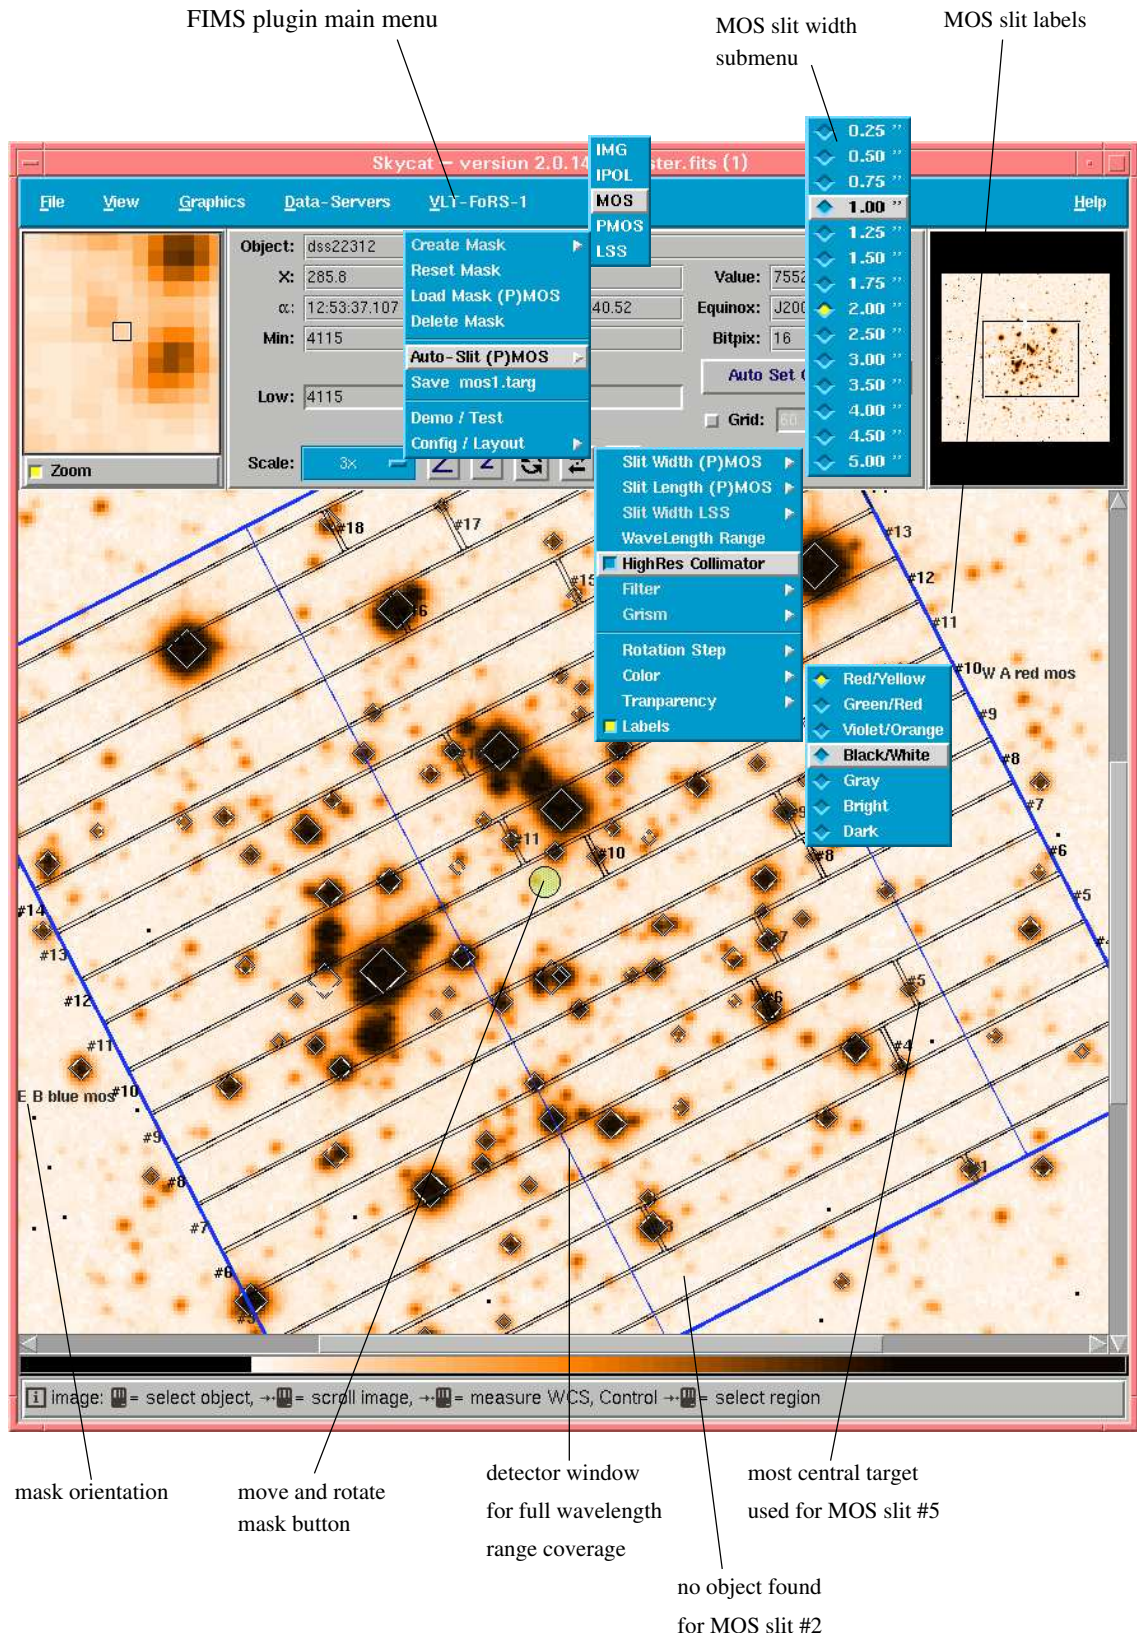 FIMS plugin main menu
MOS slit width
submenu
MOS slit labels
Skycat – version 2.0.14
ster.fits (1)
File View Graphics Data-Servers VLT-FoRS-1 Help
IMG
IPOL
MOS
PMOS
LSS
0.25 ''
0.50 ''
0.75 ''
1.00 ''
1.25 ''
1.50 ''
1.75 ''
2.00 ''
2.50 ''
3.00 ''
3.50 ''
4.00 ''
4.50 ''
5.00 ''
Object: dss22312
X: 285.8
Value: 7552
α: 12:53:37.107
40.52
Equinox: J200
Min: 4115
Bitpix: 16
Low: 4115
Auto Set
Grid: 60
Scale: 3x
Zoom
Create Mask
Reset Mask
Load Mask (P)MOS
Delete Mask
Auto-Slit (P)MOS
Save mos1.targ
Demo / Test
Config / Layout
Slit Width (P)MOS
Slit Length (P)MOS
Slit Width LSS
WaveLength Range
HighRes Collimator
Filter
Grism
Rotation Step
Color
Tranparency
Labels
Red/Yellow
Green/Red
Violet/Orange
Black/White
Gray
Bright
Dark
#18
#17
#13
#12
#15
#11
#10
W A red mos
#9
#8
#7
#11
#10
#8
#6
#5
#14
#13
#12
#5
#6
#11
#4
E B blue mos
#10
#9
#8
#7
#6
image: = select object, = scroll image, = measure WCS, Control = select region
mask orientation
move and rotate
mask button
detector window
for full wavelength
range coverage
most central target
used for MOS slit #5
no object found
for MOS slit #2